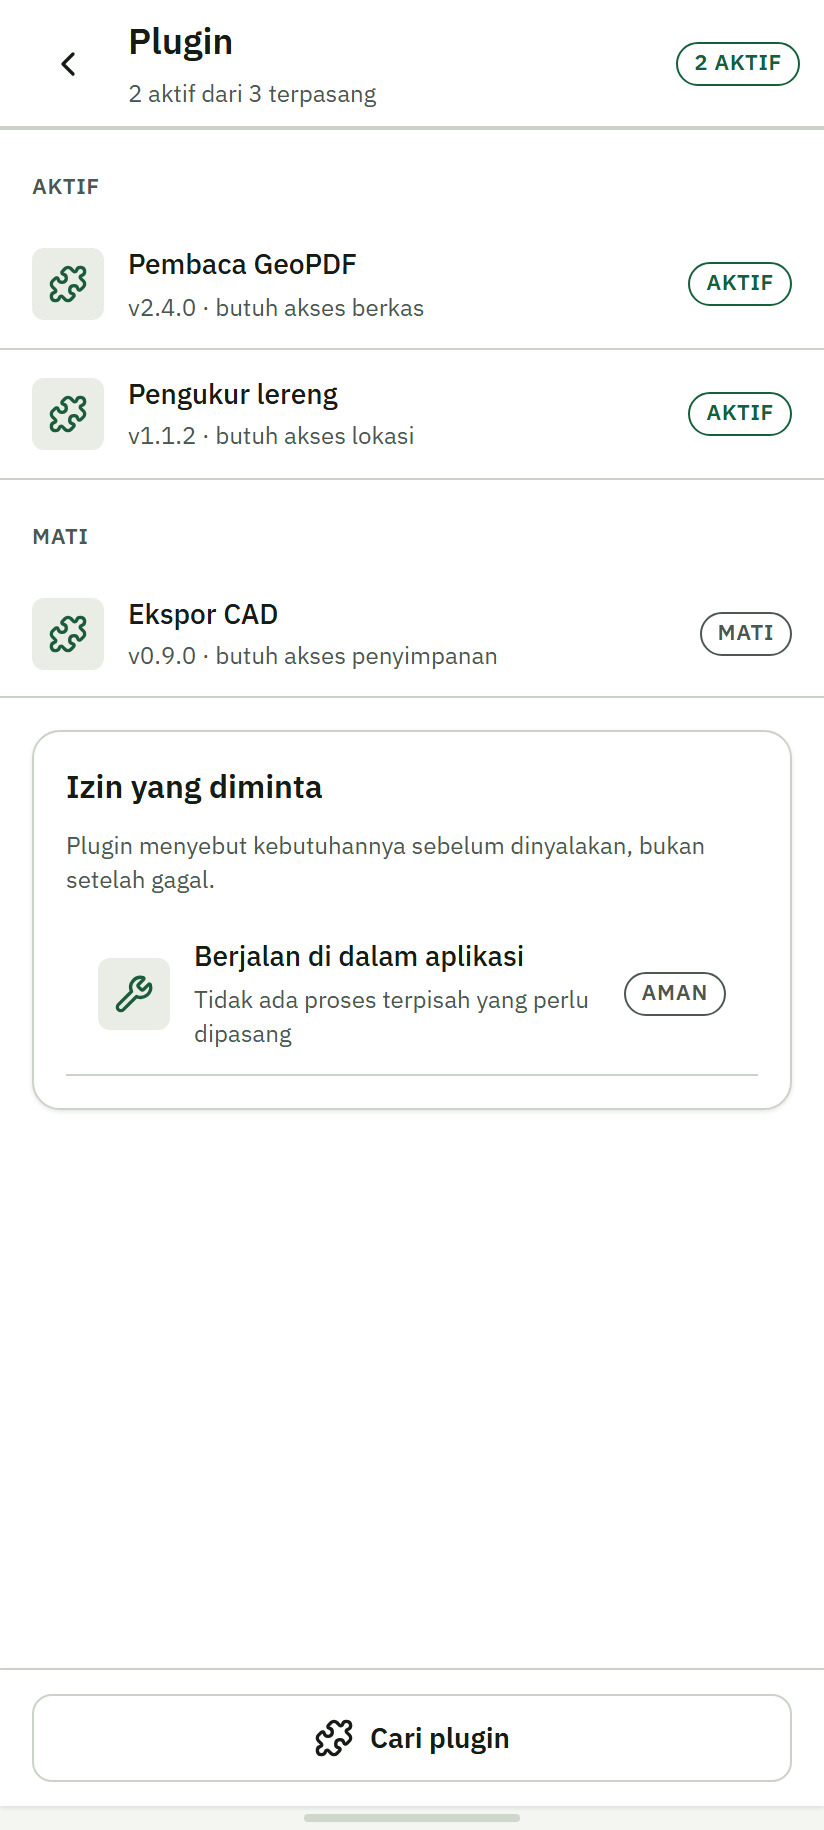 Plugin
2 aktif dari 3 terpasang
2 AKTIF
AKTIF
Pembaca GeoPDF
v2.4.0 · butuh akses berkas
AKTIF
Pengukur lereng
v1.1.2 · butuh akses lokasi
AKTIF
MATI
Ekspor CAD
v0.9.0 · butuh akses penyimpanan
MATI
Izin yang diminta
Plugin menyebut kebutuhannya sebelum dinyalakan, bukan
setelah gagal.
Berjalan di dalam aplikasi
Tidak ada proses terpisah yang perlu
dipasang
AMAN
Cari plugin